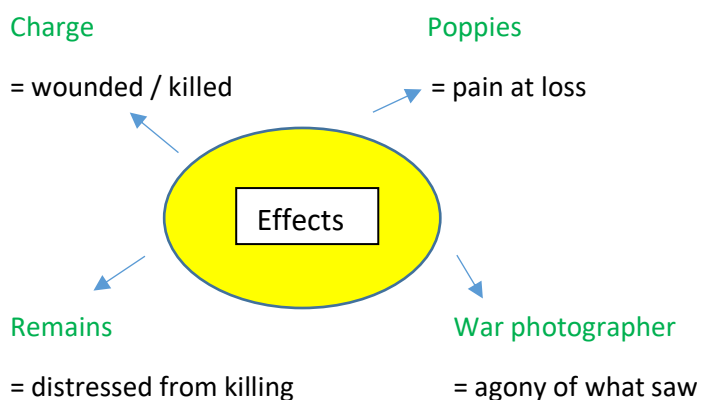 Charge
Poppies
= wounded / killed
= pain at loss
Effects
Remains
War photographer
= distressed from killing
= agony of what saw